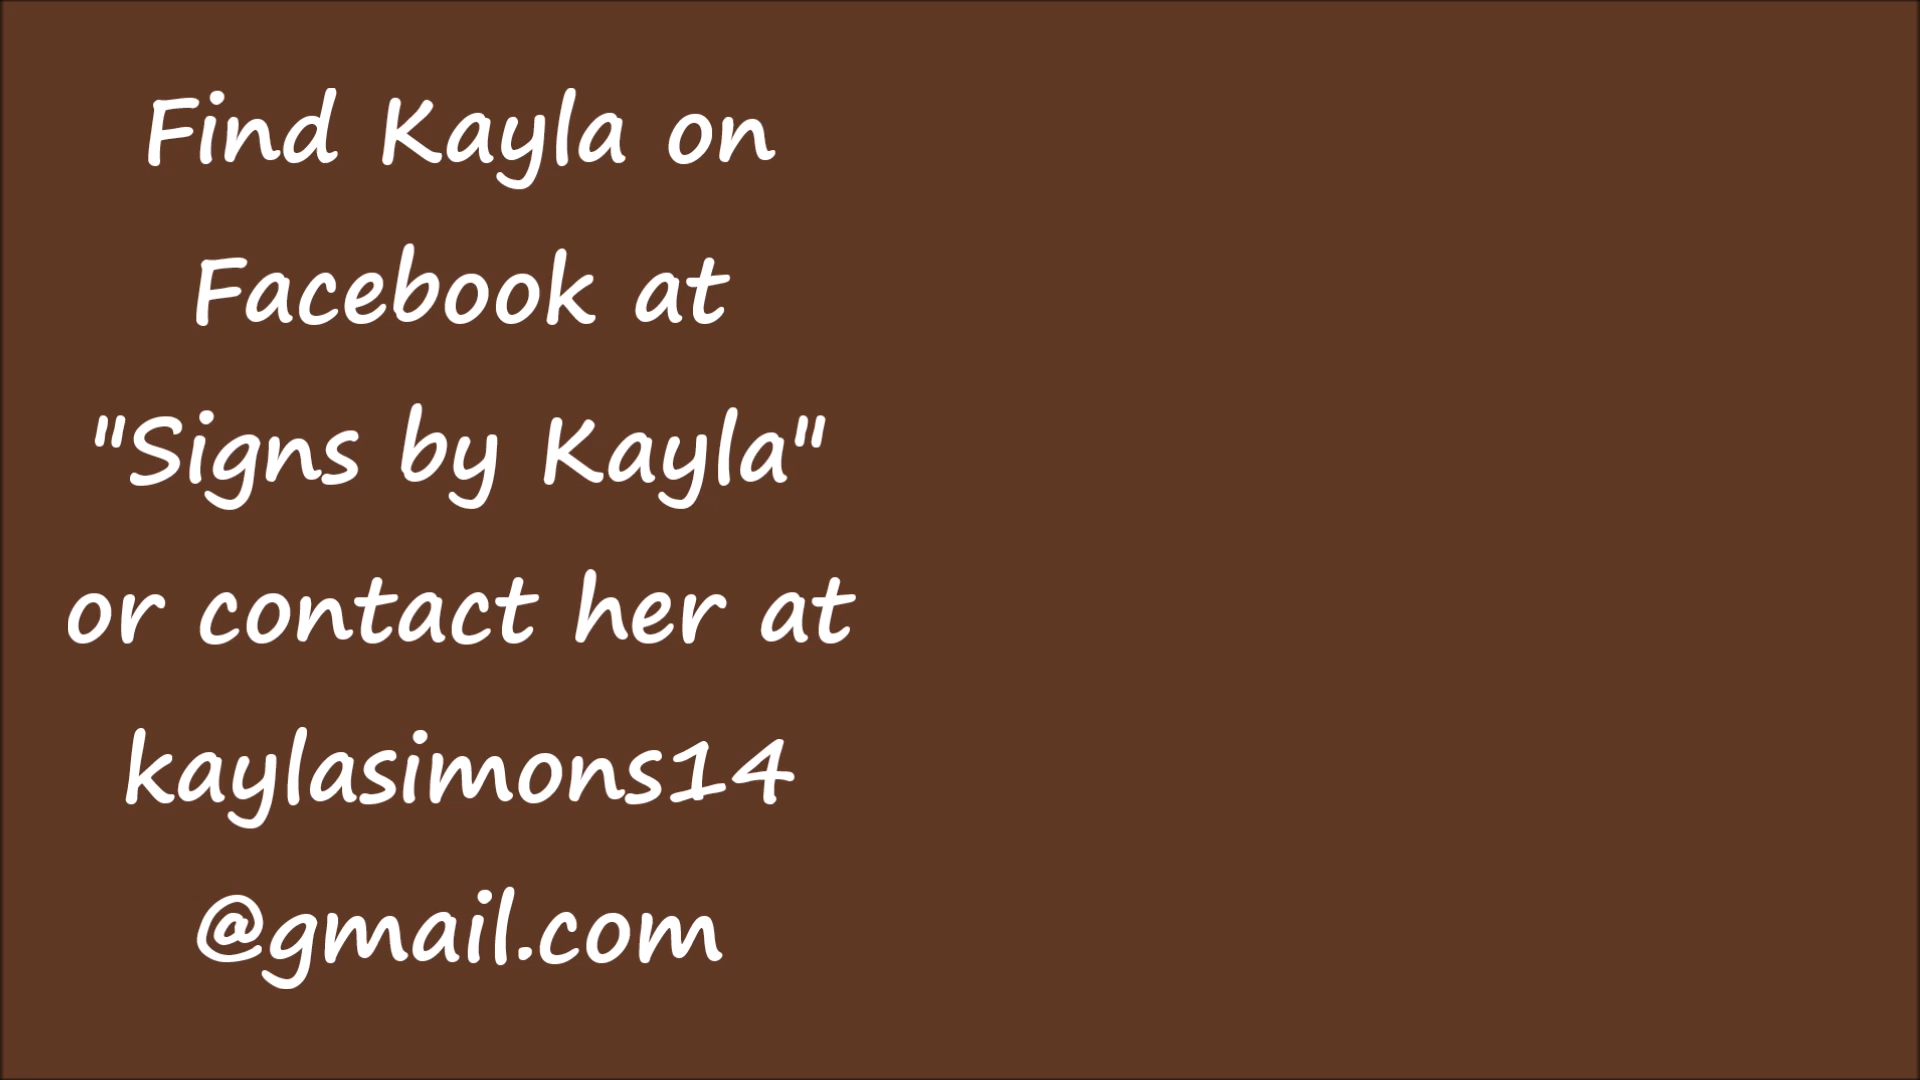 Find Kayla on
Facebook at
"Signs by Kayla"
or contact her at
kaylasimons14
@gmail.com